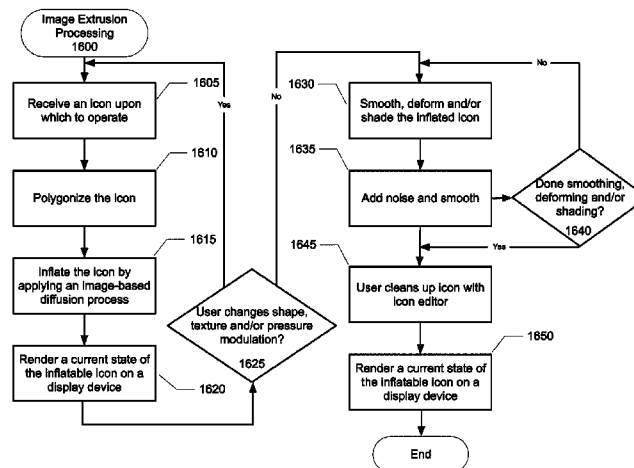 Image Extrusion
Processing
1600
1605
Receive an icon upon
which to operate
1610
Polygonize the icon
1615
Inflate the icon by
applying an image-based
diffusion process
Render a current state of
the inflatable icon on a
display device
1620
Yes
User changes shape,
texture and/or pressure
modulation?
1625
No
1630
Smooth, deform and/or
shade the inflated icon
1635
Add noise and smooth
No
Done smoothing,
deforming and/or
shading?
1640
Yes
1645
User cleans up icon with
icon editor
1650
Render a current state of
the inflatable icon on a
display device
End